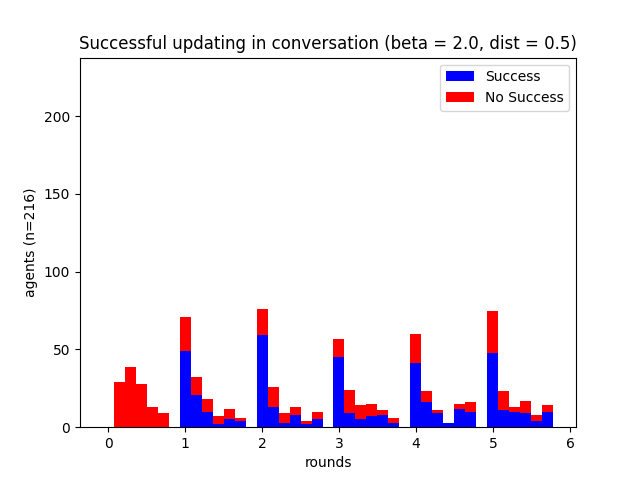 Successful updating in conversation (beta = 2.0, dist = 0.5)
Success
No Success
agents (n=216)
200
150
100
50
0
0 1 2 3 4 5 6
rounds